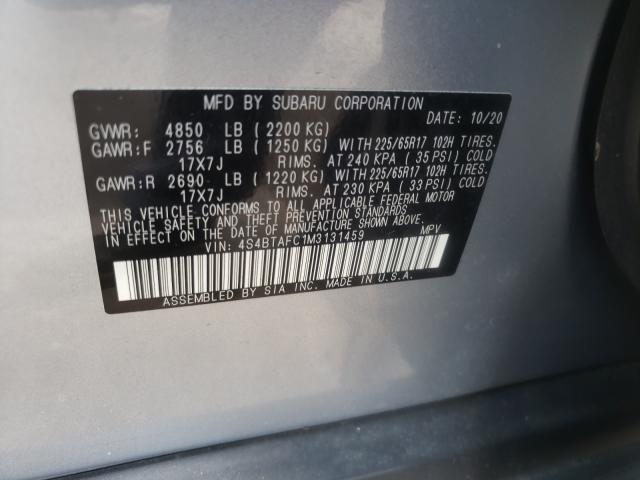 MFD BY SUBARU CORPORATION
DATE: 10/20
GVWR: 4850 LB (2200 KG)
GAWR:F 2756 LB (1250 KG) WITH 225/65R17 102H TIRES.
17X7J RIMS. AT 240 KPA (35 PSI) COLD
GAWR:R 2690 LB (1220 KG) WITH 225/65R17 102H TIRES.
17X7J RIMS. AT 230 KPA (33 PSI) COLD
THIS VEHICLE CONFORMS TO ALL APPLICABLE FEDERAL MOTOR
VEHICLE SAFETY AND THEFT PREVENTION STANDARDS
IN EFFECT ON THE DATE OF MANUFACTURE SHOWN ABOVE.
VIN: 4S4BTAFC1M3131459 MPV
ASSEMBLED BY SIA INC. MADE IN U.S.A.